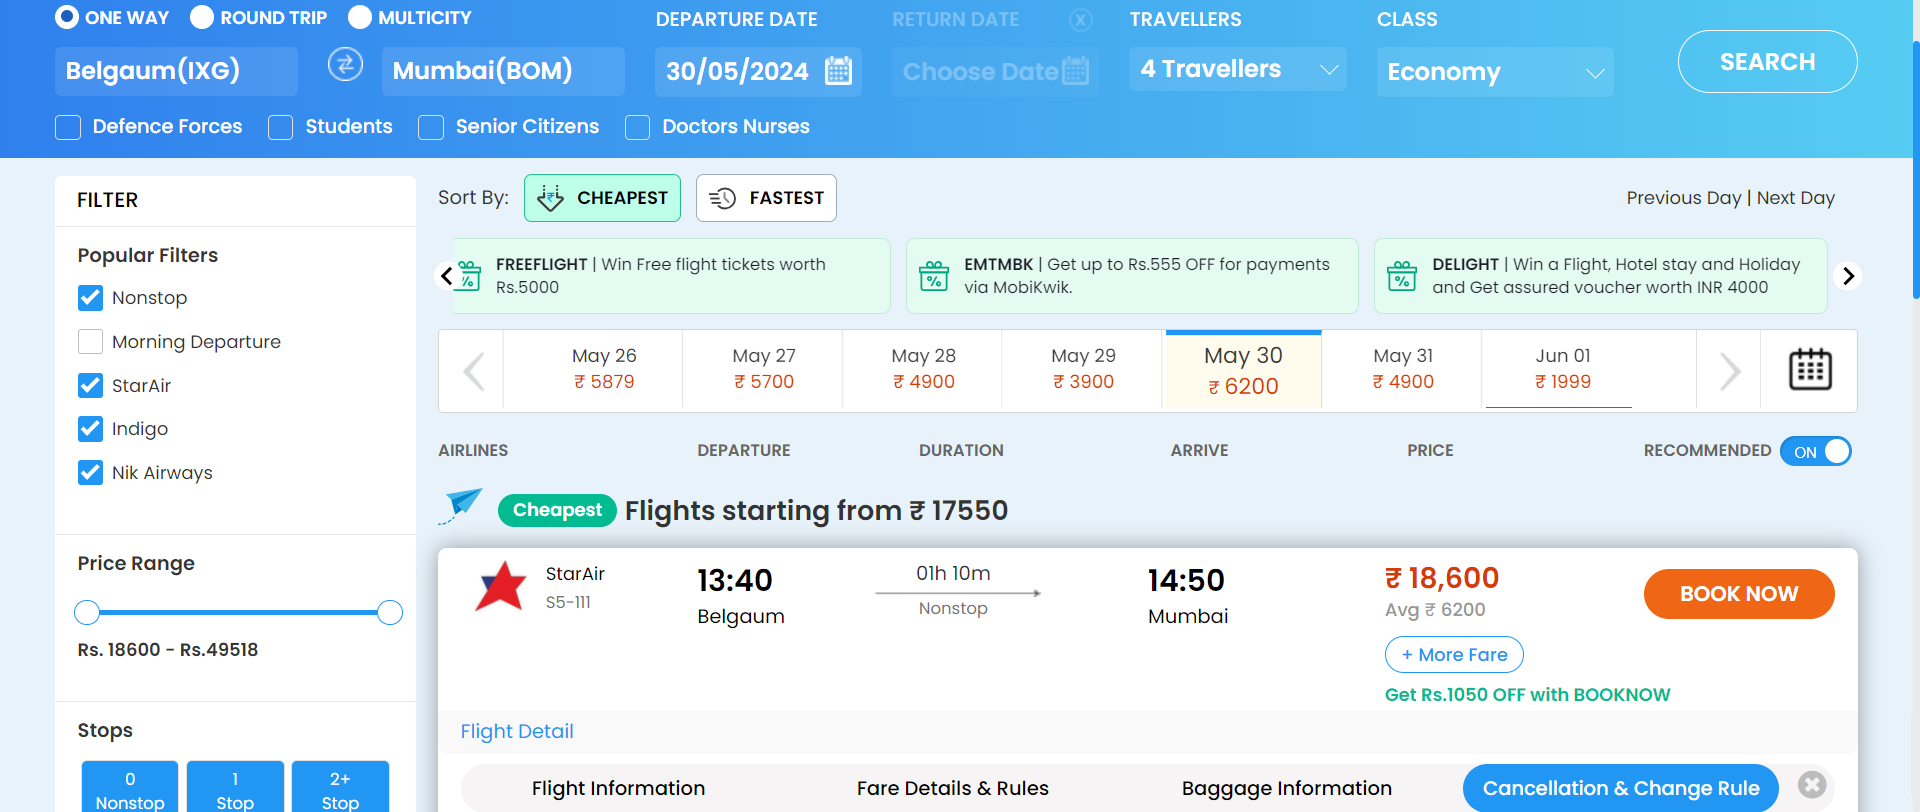 ONE WAY ROUND TRIP MULTICITY DEPARTURE DATE RETURN DATE TRAVELLERS CLASS
Belgaum(IXG) Mumbai(BOM) 30/05/2024 Choose Date 4 Travellers Economy SEARCH
Defence Forces Students Senior Citizens Doctors Nurses
FILTER
Popular Filters
Nonstop
Morning Departure
StarAir
Indigo
Nik Airways
Price Range
Rs. 18600 - Rs.49518
Stops
0 1 2+
Nonstop Stop Stop
Sort By: CHEAPEST FASTEST Previous Day | Next Day
FREEFLIGHT | Win Free flight tickets worth
Rs.5000
EMTMBK | Get up to Rs.555 OFF for payments
via MobiKwik.
DELIGHT | Win a Flight, Hotel stay and Holiday
and Get assured voucher worth INR 4000
May 26 May 27 May 28 May 29 May 30 May 31 Jun 01
₹ 5879 ₹ 5700 ₹ 4900 ₹ 3900 ₹ 6200 ₹ 4900 ₹ 1999
AIRLINES DEPARTURE DURATION ARRIVE PRICE RECOMMENDED ON
Cheapest Flights starting from ₹ 17550
StarAir 13:40 01h 10m 14:50 ₹ 18,600 BOOK NOW
S5-111 Belgaum Nonstop Mumbai Avg ₹ 6200
+ More Fare
Get Rs.1050 OFF with BOOKNOW
Flight Detail
Flight Information Fare Details & Rules Baggage Information Cancellation & Change Rule